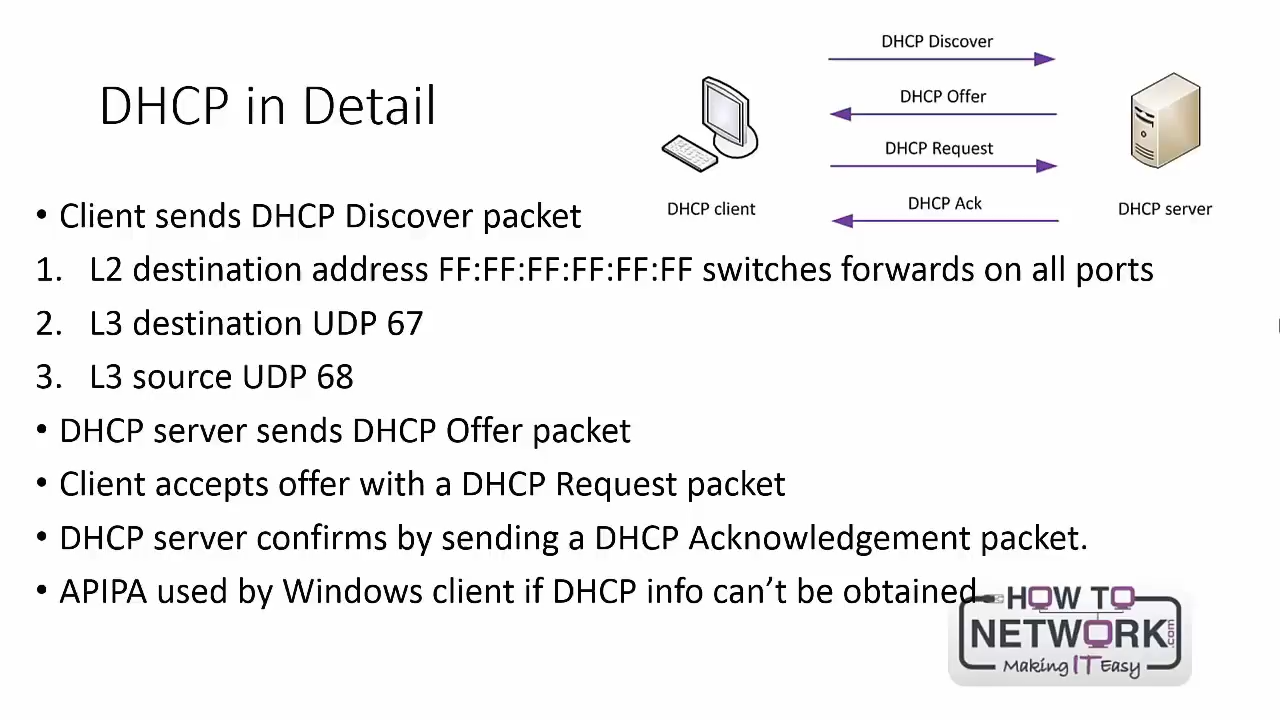 DHCP in Detail
DHCP Discover
DHCP Offer
DHCP Request
DHCP Ack
DHCP client
DHCP server
• Client sends DHCP Discover packet
1. L2 destination address FF:FF:FF:FF:FF:FF switches forwards on all ports
2. L3 destination UDP 67
3. L3 source UDP 68
• DHCP server sends DHCP Offer packet
• Client accepts offer with a DHCP Request packet
• DHCP server confirms by sending a DHCP Acknowledgement packet.
• APIPA used by Windows client if DHCP info can’t be obtained
HOW TO
NETWORK.com
Making IT Easy